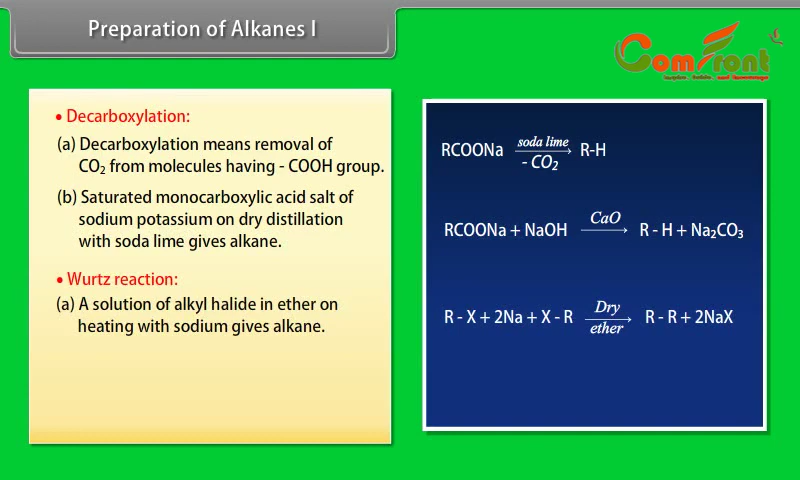 Preparation of Alkanes I
ComFront
• Decarboxylation:
(a) Decarboxylation means removal of
CO₂ from molecules having - COOH group.
(b) Saturated monocarboxylic acid salt of
sodium potassium on dry distillation
with soda lime gives alkane.
• Wurtz reaction:
(a) A solution of alkyl halide in ether on
heating with sodium gives alkane.
RCOONa soda lime - CO₂ R-H
RCOONa + NaOH CaO R - H + Na₂CO₃
R - X + 2Na + X - R Dry ether R - R + 2NaX